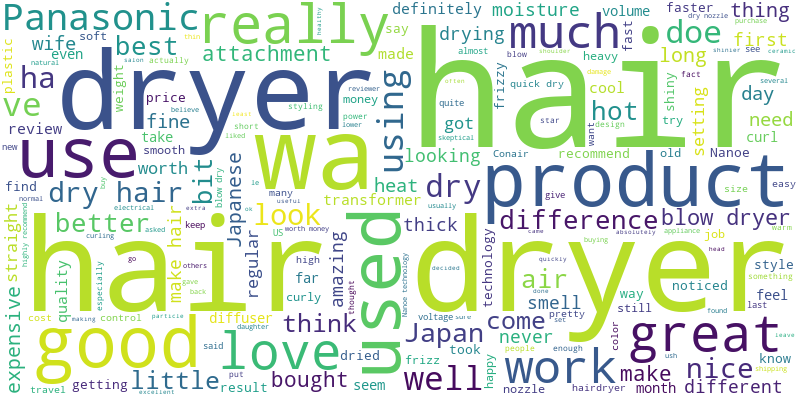 Panasonic
really
definitely
moisture
volume
faster
dry nozzle
thing
plastic
wife
soft
than
healthy
best
attachment
say
drying
much
doe
first
purchase
even
natural
salon
actually
made
almost
blow
shoulder
often
fast
long
shinier
see
ceramic
ha
dryer
weight
using
frizzy
heavy
damage
fact
several
ve
fine
price
styling
money
believe
reviewer
power
lower
quite
quick dry
cool
shiny
day
review
take
short
liked
got
star
skeptical
design
want
hot
setting
try
need
curl
new
smooth
use
wa
hair
find
worth
bit
Japanese
least
looking
Conair
recommend
old
Nanoe
normal
buy
dry hair
electrical
many
useful
heat
dry
product
size
easy
give
highly recommend
straight
better
extra
asked
keep
blow dry
le
ok
look
transformer
usually
thick
difference
blow dryer
make hair
regular
US
worth money
came
buying
absolutely
appliance
job
warm
hair
dryer
curling
especially
go
others
high
far
amazing
used
Nanoe technology
decided
technology
quickly
air
head
style
something
expensive
quality
gave
back
curly
thought
done
smell
noticed
feel
cost
control
particle
diffuser
think
Japan
voltage
sure
come
set
pretty
way
still
color
found
last
good
making
said
daughter
love
dried
frizz
took
never
people
enough
great
leave
travel
getting
excellent
little
put
result
bought
seem
well
happy
nozzle
work
hairdryer
ush
make
month
nice
different
know
shipping